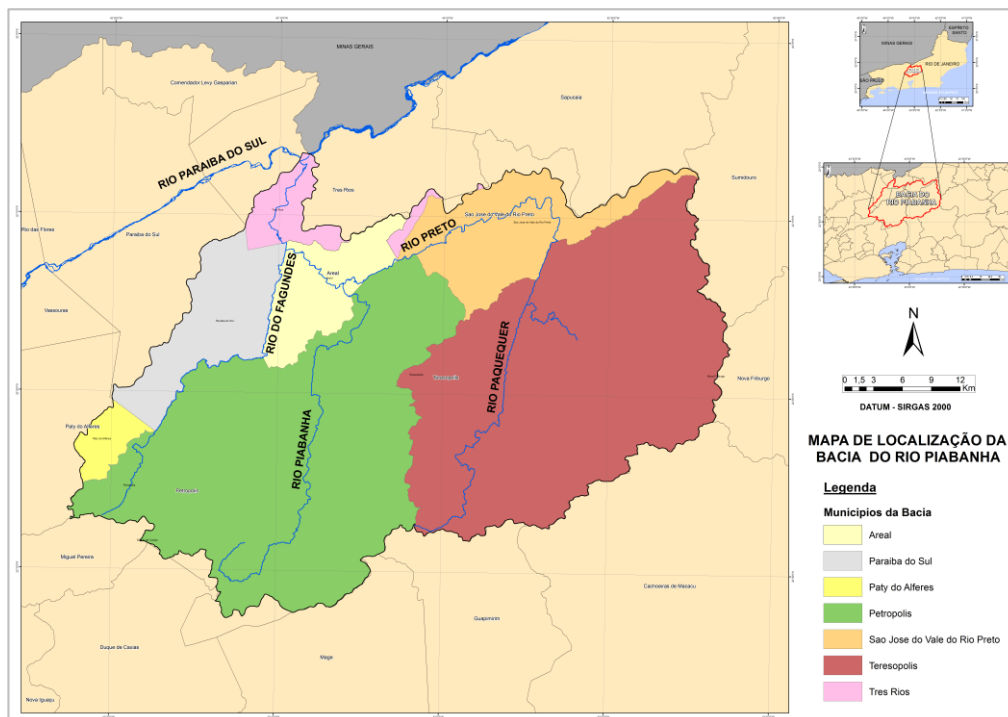 MINAS GERAIS
Comendador Levy Gasparian
Sapucaia
RIO PARAIBA DO SUL
Tres Rios
Sumidouro
Rio das Flores
Paraiba do Sul
Sao Jose do Vale do Rio Preto
RIO PRETO
Areal
RIO DO FAGUNDES
Vassouras
RIO PAQUEQUER
Teresopolis
Nova Friburgo
Paty do Alferes
RIO PIABANHA
Petropolis
Miguel Pereira
Cachoeiras de Macacu
Guapimirim
Duque de Caxias
Mage
Nova Iguaçu
ESPIRITO
SANTO
MINAS GERAIS
RIO DE JANEIRO
SÃO PAULO
BACIA DO
RIO PIABANHA
N
0 1,5 3 6 9 12
Km
DATUM - SIRGAS 2000
MAPA DE LOCALIZAÇÃO DA
BACIA DO RIO PIABANHA
Legenda
Municipios da Bacia
Areal
Paraiba do Sul
Paty do Alferes
Petropolis
Sao Jose do Vale do Rio Preto
Teresopolis
Tres Rios